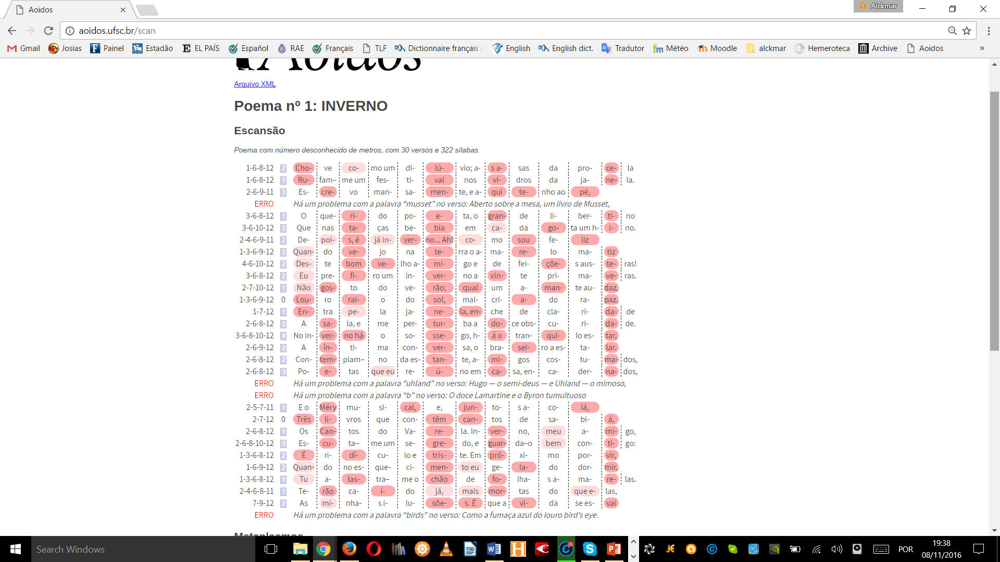 Aoidos
Alckmar
aoidos.ufsc.br/scan
Gmail Josias Painel Estadão EL PAÍS Español RAE Français TLF Dictionnaire français / English English dict. Tradutor Météo Moodle alckmar Hemeroteca Archive Aoidos »
Aoidos
Arquivo XML
Poema nº 1: INVERNO
Escansão
Poema com número desconhecido de metros, com 30 versos e 322 sílabas.
1-6-8-12 2 Cho- ve co- mo um di- lú- vio; a- s a- sas da pro- ce- la
1-6-8-12 1 Ru- fam– me um fes- ti- val nos vi- dros da ja- ne- la.
2-6-9-11 3 Es- cre- vo man- sa- men- te, e a- qui te- nho ao pé,
ERRO Há um problema com a palavra “musset” no verso: Aberto sobre a mesa, um livro de Musset,
3-6-8-12 1 O que- ri- do po- e- ta, o gran- de li- ber- ti- no
3-6-10-12 2 Que nas ta- ças be- bia em ca- da go- ta um h- i- no.
2-4-6-9-11 2 De- poi- s, é já in- ver- no... Ah! co- mo sou fe- liz
1-3-6-9-12 2 Quan- do ve- jo na te- rra o a- ma- re- lo ma- tiz
4-6-10-12 2 Des- te bom ve- lho a- mi- go e de fei- çõe- s aus- te- ras!
3-6-8-12 2 Eu pre- fi- ro um in- ver- no a vin- te pri- ma- ve- ras.
2-7-10-12 1 Não gos- to do ve- rão; qual um a- man- te au- daz,
1-3-6-9-12 0 Lou- ro rai- o do sol, mal- cri- a- do ra- paz,
1-7-12 1 En- tra pe- la ja- ne- la, en- che de cla- ri- da- de
2-6-8-12 3 A sa- la, e me per- tur- ba a do- ce obs- cu- ri- da- de.
3-6-8-10-12 4 No in- ver- no há o so- sse- go, h- á o tran- qui- lo es- tar,
2-6-9-12 2 A ín- ti- ma con- ver- sa, o bra- sei- ro a es- ta- lar.
2-6-8-12 2 Con- tem- plam– no da es- tan- te, a- mi- gos cos- tu- ma- dos,
2-6-8-12 3 Po- e- tas que eu re- ú- no em ca- sa, en- ca- der- na- dos,
ERRO Há um problema com a palavra “uhland” no verso: Hugo — o semi-deus — e Uhland — o mimoso,
ERRO Há um problema com a palavra “b” no verso: O doce Lamartine e o Byron tumultuoso
2-5-7-11 1 E o Méry mu- si- cal, e, jun- to- s a- co- lá,
2-7-12 0 Três li- vros que con- têm can- tos de sa- bi- á,
2-6-8-12 1 Os Can- tos do Va- re- la. In- ver- no, meu a- mi- go,
2-6-8-10-12 3 Es- cu- ta– me um se- gre- do, e guar- da–o bem con- ti- go:
1-3-6-8-12 2 É ri- dí- cu- lo e tris- te. Em pró- xi- mo por- vir,
1-6-9-12 2 Quan- do no es- que- ci- men- to eu ge- la- do dor- mir,
1-3-6-8-12 1 Tu a- las- tra– me o chão de fo- lha- s a- ma- re- las.
2-4-6-8-11 1 Te- rão ca- í- do já, mais mor- tas do que e- las,
7-9-12 2 As mi- nha- s i- lu- sõe- s. É que a vi- da se es- vai
ERRO Há um problema com a palavra “birds” no verso: Como a fumaça azul do louro bird’s eye.
Metaplasmos
Search Windows
POR
19:38
08/11/2016